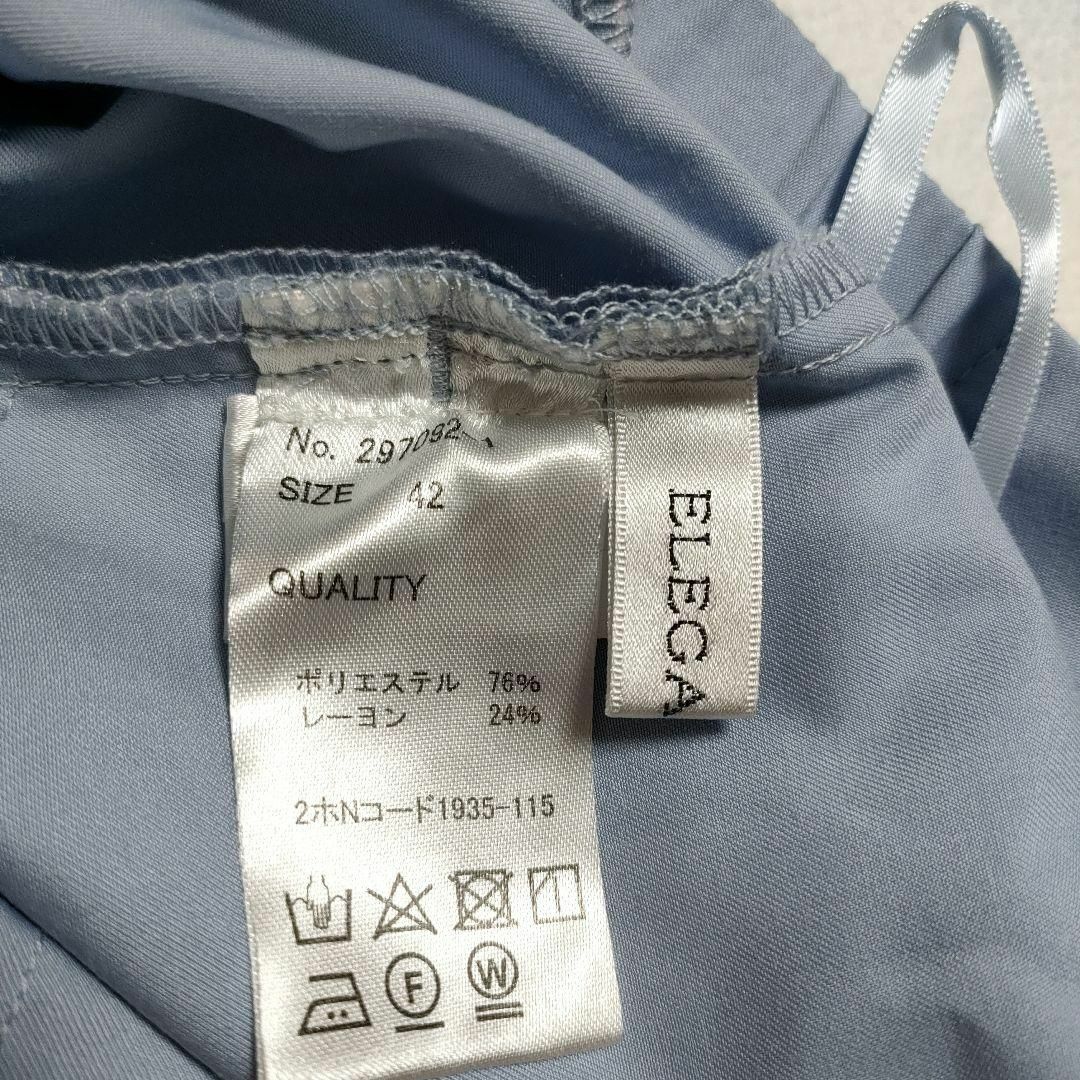 No. 297092
SIZE 42
QUALITY
ポリエステル 76%
レーヨン 24%
2ホNコード1935-115
F
W
ELEGA